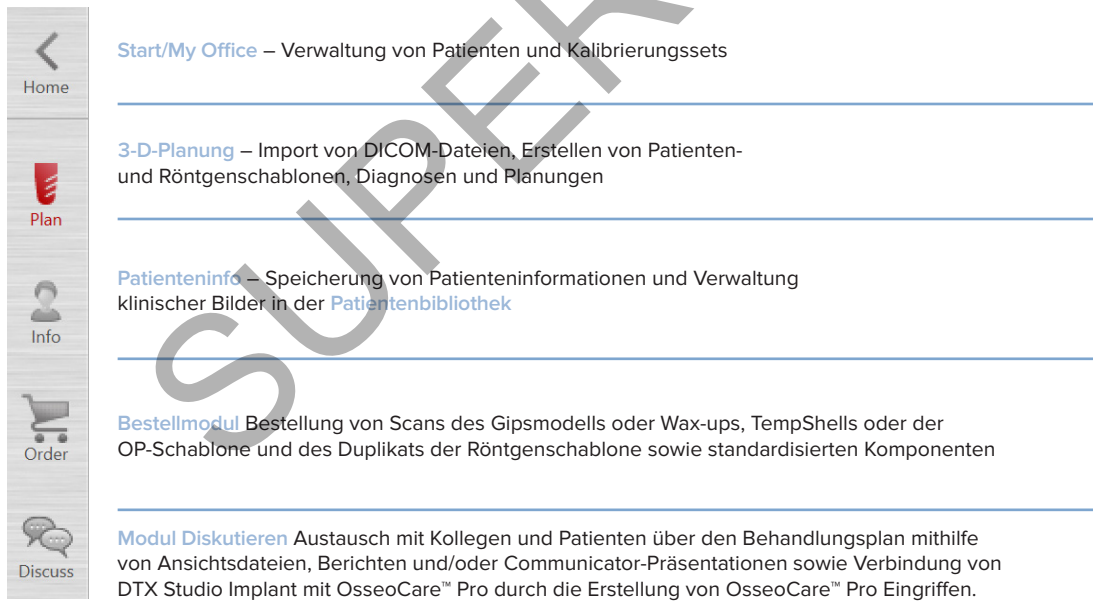 Home
Start/My Office – Verwaltung von Patienten und Kalibrierungssets
Plan
3-D-Planung – Import von DICOM-Dateien, Erstellen von Patienten-
und Röntgenschablonen, Diagnosen und Planungen
Info
Patienteninfo – Speicherung von Patienteninformationen und Verwaltung
klinischer Bilder in der Patientenbibliothek
Order
Bestellmodul Bestellung von Scans des Gipsmodells oder Wax-ups, TempShells oder der
OP-Schablone und des Duplikats der Röntgenschablone sowie standardisierten Komponenten
Discuss
Modul Diskutieren Austausch mit Kollegen und Patienten über den Behandlungsplan mithilfe
von Ansichtsdateien, Berichten und/oder Communicator-Präsentationen sowie Verbindung von
DTX Studio Implant mit OsseoCare™ Pro durch die Erstellung von OsseoCare™ Pro Eingriffen.
SUPER